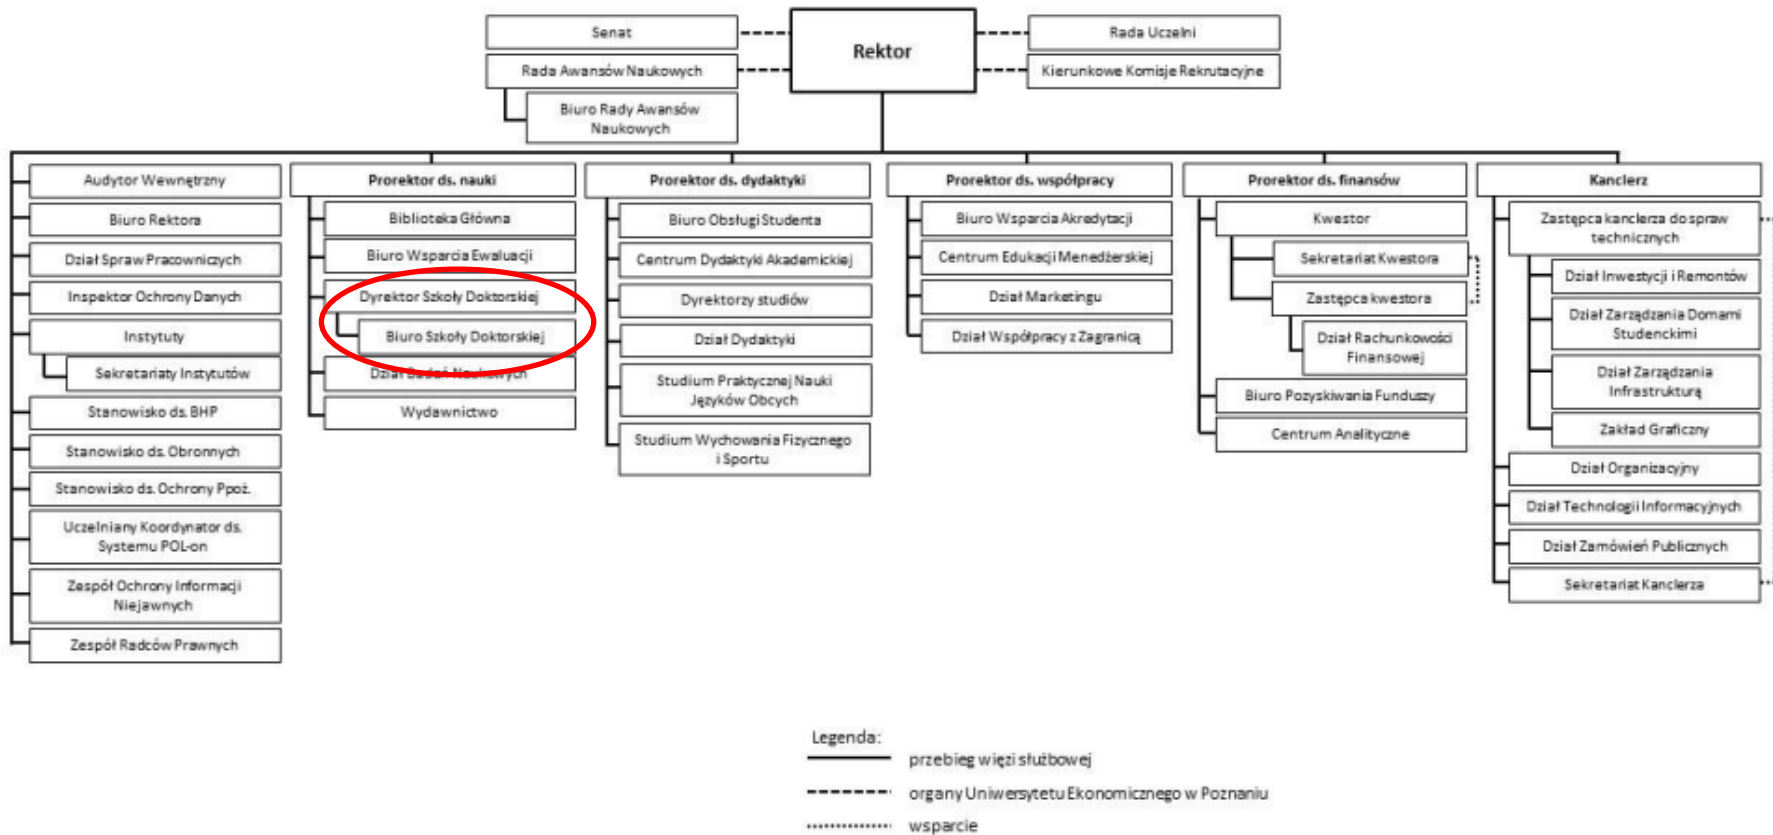 Senat
Rada Awansów Naukowych
Biuro Rady Awansów
Naukowych
Rektor
Rada Uczelni
Kierunkowe Komisje Rekrutacyjne
Audytor Wewnętrzny
Biuro Rektora
Dział Spraw Pracowniczych
Inspektor Ochrony Danych
Instytuty
Sekretariaty Instytutów
Stanowisko ds. BHP
Stanowisko ds. Obronnych
Stanowisko ds. Ochrony Ppoż.
Uczelniany Koordynator ds.
Systemu POL-on
Zespół Ochrony Informacji
Niejawnych
Zespół Radców Prawnych
Prorektor ds. nauki
Biblioteka Główna
Biuro Wsparcia Ewaluacji
Dyrektor Szkoły Doktorskiej
Biuro Szkoły Doktorskiej
Dział Badań Naukowych
Wydawnictwo
Prorektor ds. dydaktyki
Biuro Obsługi Studenta
Centrum Dydaktyki Akademickiej
Dyrektorzy studiów
Dział Dydaktyki
Studium Praktycznej Nauki
Języków Obcych
Studium Wychowania Fizycznego
i Sportu
Prorektor ds. współpracy
Biuro Wsparcia Akredytacji
Centrum Edukacji Menedżerskiej
Dział Marketingu
Dział Współpracy z Zagranicą
Prorektor ds. finansów
Kwestor
Sekretariat Kwestora
Zastępca kwestora
Dział Rachunkowości
Finansowej
Biuro Pozyskiwania Funduszy
Centrum Analityczne
Kanclerz
Zastępca kanclerza do spraw
technicznych
Dział Inwestycji i Remontów
Dział Zarządzania Domami
Studenckimi
Dział Zarządzania
Infrastrukturą
Zakład Graficzny
Dział Organizacyjny
Dział Technologii Informacyjnych
Dział Zamówień Publicznych
Sekretariat Kanclerza
Legenda:
przebieg więzi służbowej
organy Uniwersytetu Ekonomicznego w Poznaniu
wsparcie